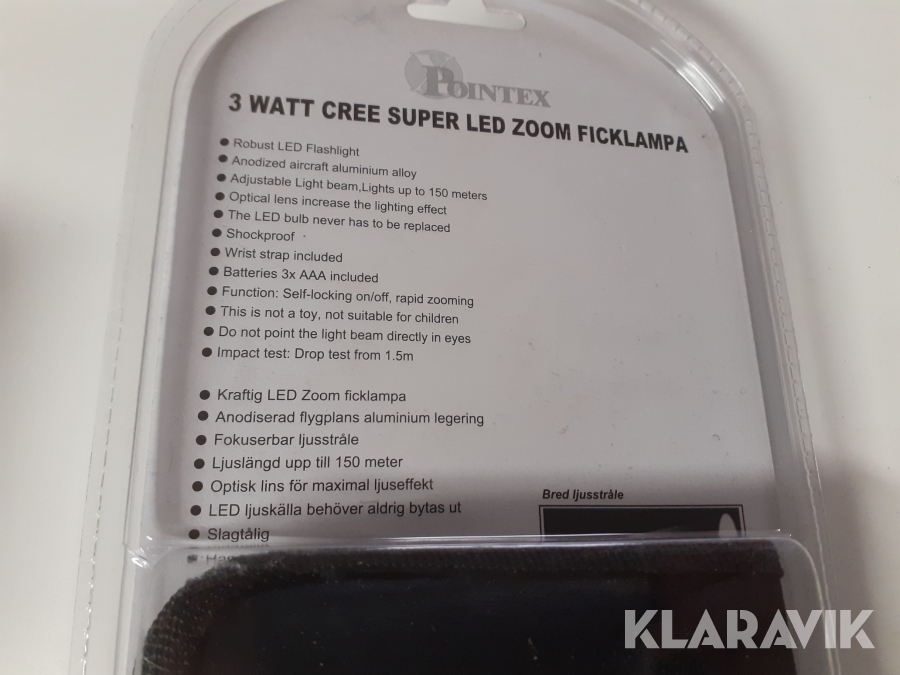 POINTEX
3 WATT CREE SUPER LED ZOOM FICKLAMPA
● Robust LED Flashlight
● Anodized aircraft aluminium alloy
● Adjustable Light beam,Lights up to 150 meters
● Optical lens increase the lighting effect
● The LED bulb never has to be replaced
● Shockproof
● Wrist strap included
● Batteries 3x AAA included
● Function: Self-locking on/off, rapid zooming
● This is not a toy, not suitable for children
● Do not point the light beam directly in eyes
● Impact test: Drop test from 1.5m
● Kraftig LED Zoom ficklampa
● Anodiserad flygplans aluminium legering
● Fokuserbar ljusstråle
● Ljuslängd upp till 150 meter
● Optisk lins för maximal ljuseffekt
● LED ljuskälla behöver aldrig bytas ut
● Slagtålig
Bred ljusstråle
KLARAVIK